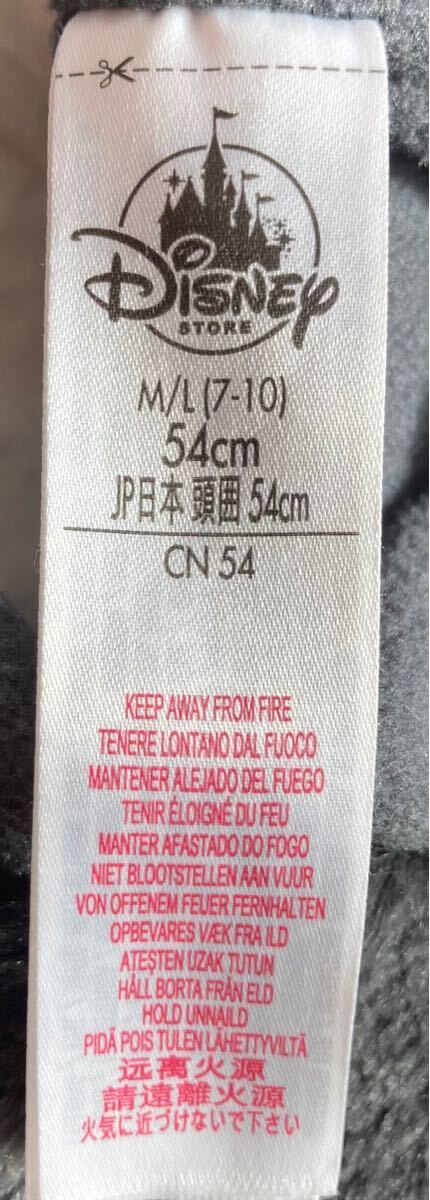 Disney
STORE
M/L (7-10)
54cm
JP日本 頭囲 54cm
CN 54
KEEP AWAY FROM FIRE
TENERE LONTANO DAL FUOCO
MANTENER ALEJADO DEL FUEGO
TENIR ÉLOIGNÉ DU FEU
MANTER AFASTADO DO FOGO
NIET BLOOTSTELLEN AAN VUUR
VON OFFENEM FEUER FERNHALTEN
OPBEVARES VÆK FRA ILD
ATEŞTEN UZAK TUTUN
HÅLL BORTA FRÅN ELD
HOLD UNNAILD
PIDÄ POIS TULEN LÄHETTYVILTÄ
远离火源
請遠離火源
火気に近づけないで下さい